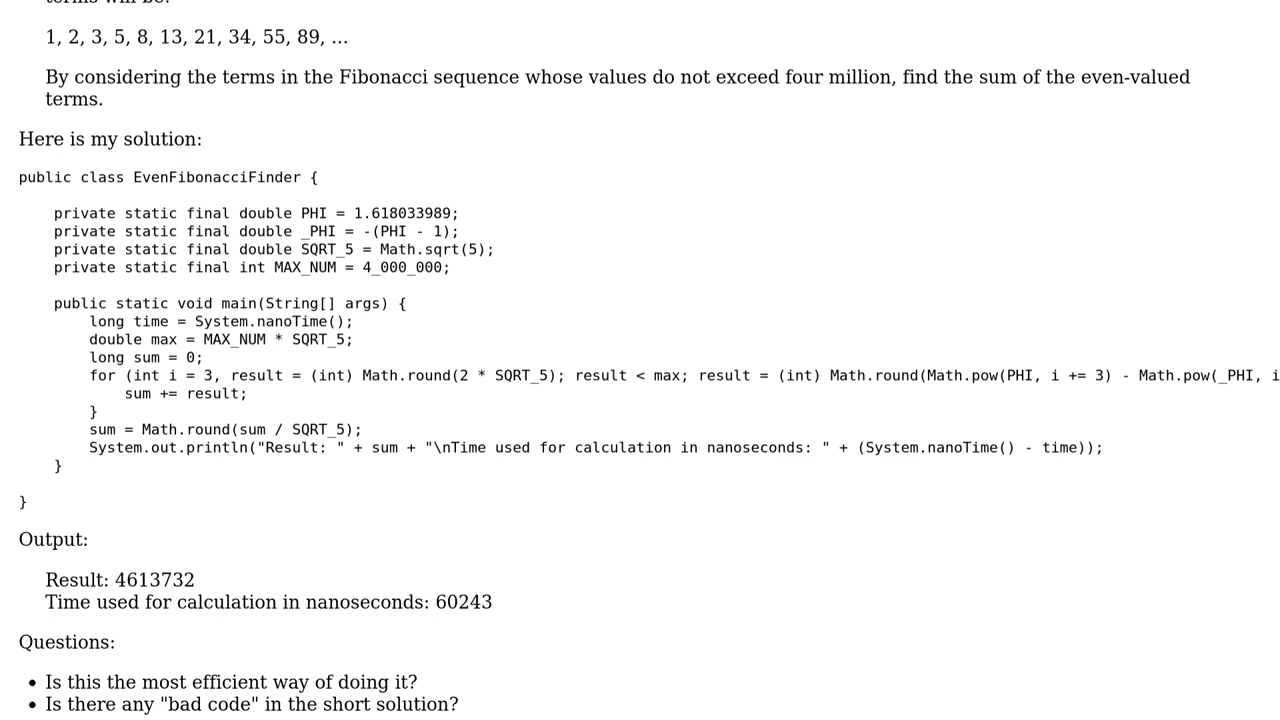 terms will be:
1, 2, 3, 5, 8, 13, 21, 34, 55, 89, ...
By considering the terms in the Fibonacci sequence whose values do not exceed four million, find the sum of the even-valued
terms.
Here is my solution:
public class EvenFibonacciFinder {
    private static final double PHI = 1.618033989;
    private static final double _PHI = -(PHI - 1);
    private static final double SQRT_5 = Math.sqrt(5);
    private static final int MAX_NUM = 4_000_000;
    public static void main(String[] args) {
        long time = System.nanoTime();
        double max = MAX_NUM * SQRT_5;
        long sum = 0;
        for (int i = 3, result = (int) Math.round(2 * SQRT_5); result < max; result = (int) Math.round(Math.pow(PHI, i += 3) - Math.pow(_PHI, i
            sum += result;
        }
        sum = Math.round(sum / SQRT_5);
        System.out.println("Result: " + sum + "\nTime used for calculation in nanoseconds: " + (System.nanoTime() - time));
    }
}
Output:
Result: 4613732
Time used for calculation in nanoseconds: 60243
Questions:
• Is this the most efficient way of doing it?
• Is there any "bad code" in the short solution?